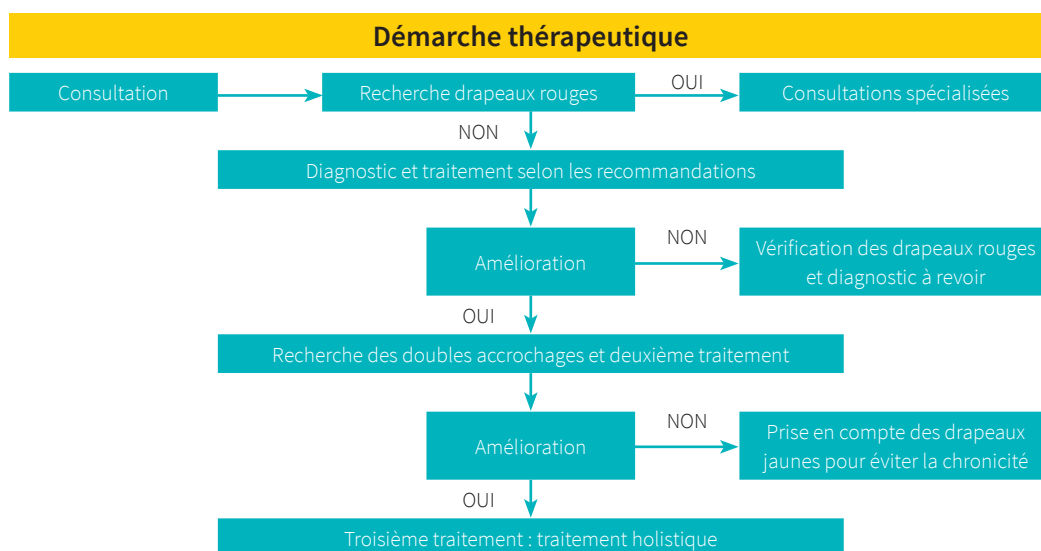 Démarche thérapeutique
Consultation
Recherche drapeaux rouges
OUI
Consultations spécialisées
NON
Diagnostic et traitement selon les recommandations
Amélioration
NON
Vérification des drapeaux rouges
et diagnostic à revoir
OUI
Recherche des doubles accrochages et deuxième traitement
Amélioration
NON
Prise en compte des drapeaux
jaunes pour éviter la chronicité
OUI
Troisième traitement : traitement holistique